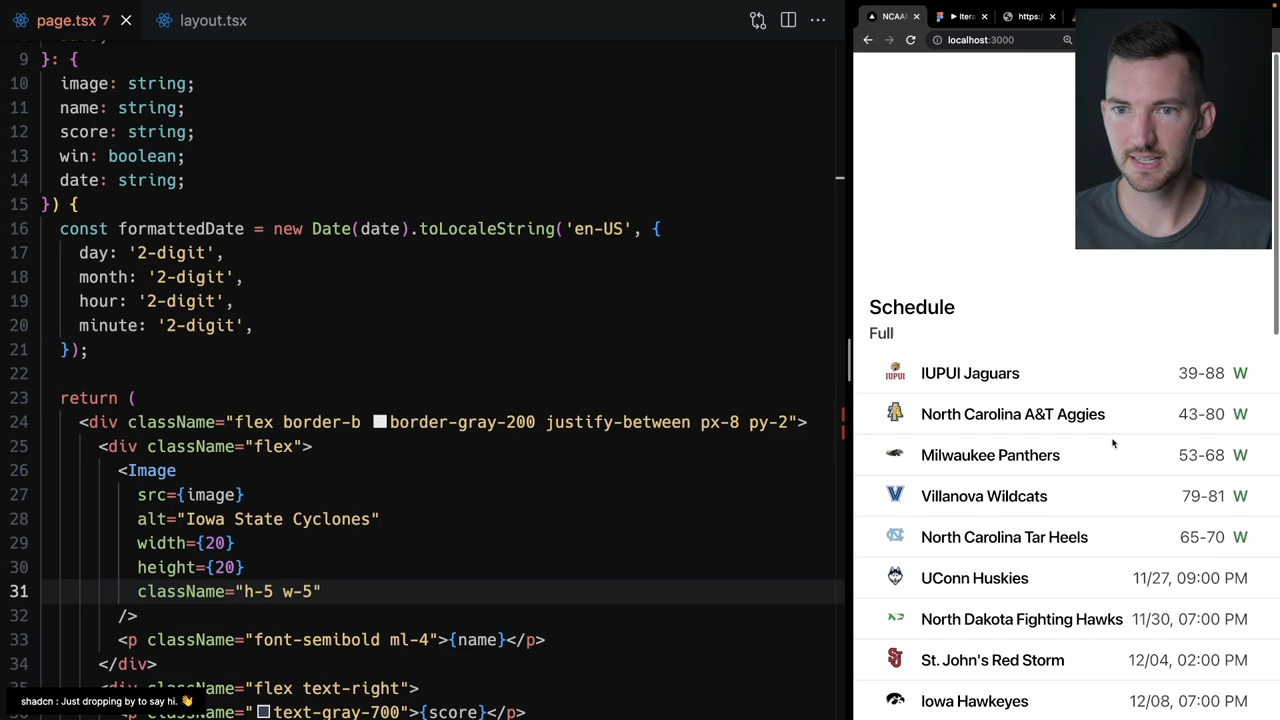 page.tsx 7
layout.tsx
9 }: {
10 image: string;
11 name: string;
12 score: string;
13 win: boolean;
14 date: string;
15 }) {
16 const formattedDate = new Date(date).toLocaleString('en-US', {
17 day: '2-digit',
18 month: '2-digit',
19 hour: '2-digit',
20 minute: '2-digit',
21 });
22
23 return (
24 <div className="flex border-b border-gray-200 justify-between px-8 py-2">
25 <div className="flex">
26 <Image
27 src={image}
28 alt="Iowa State Cyclones"
29 width={20}
30 height={20}
31 className="h-5 w-5"
32 />
33 <p className="font-semibold ml-4">{name}</p>
34 </div>
35 <div className="flex text-right">
text-gray-700">{score}</p>
shadcn : Just dropping by to say hi. 👋
NCAA
Itera
https:/
localhost:3000
Schedule
Full
IUPUI
IUPUI Jaguars 39-88 W
North Carolina A&T Aggies 43-80 W
Milwaukee Panthers 53-68 W
Villanova Wildcats 79-81 W
North Carolina Tar Heels 65-70 W
UConn Huskies 11/27, 09:00 PM
North Dakota Fighting Hawks 11/30, 07:00 PM
St. John's Red Storm 12/04, 02:00 PM
Iowa Hawkeyes 12/08, 07:00 PM